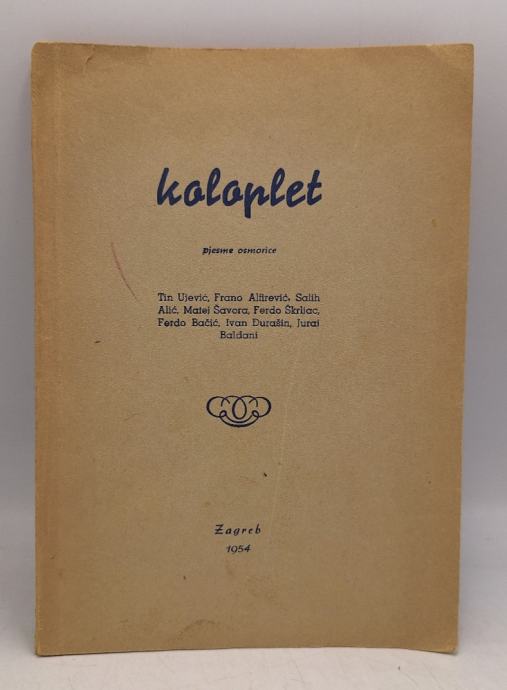 koloplet
pjesme osmorice
Tin Ujević, Frano Alfirević, Salih
Alić, Matej Šavora, Ferdo Škrljac,
Ferdo Bačić, Ivan Durašin, Juraj
Baldani
Zagreb
1954